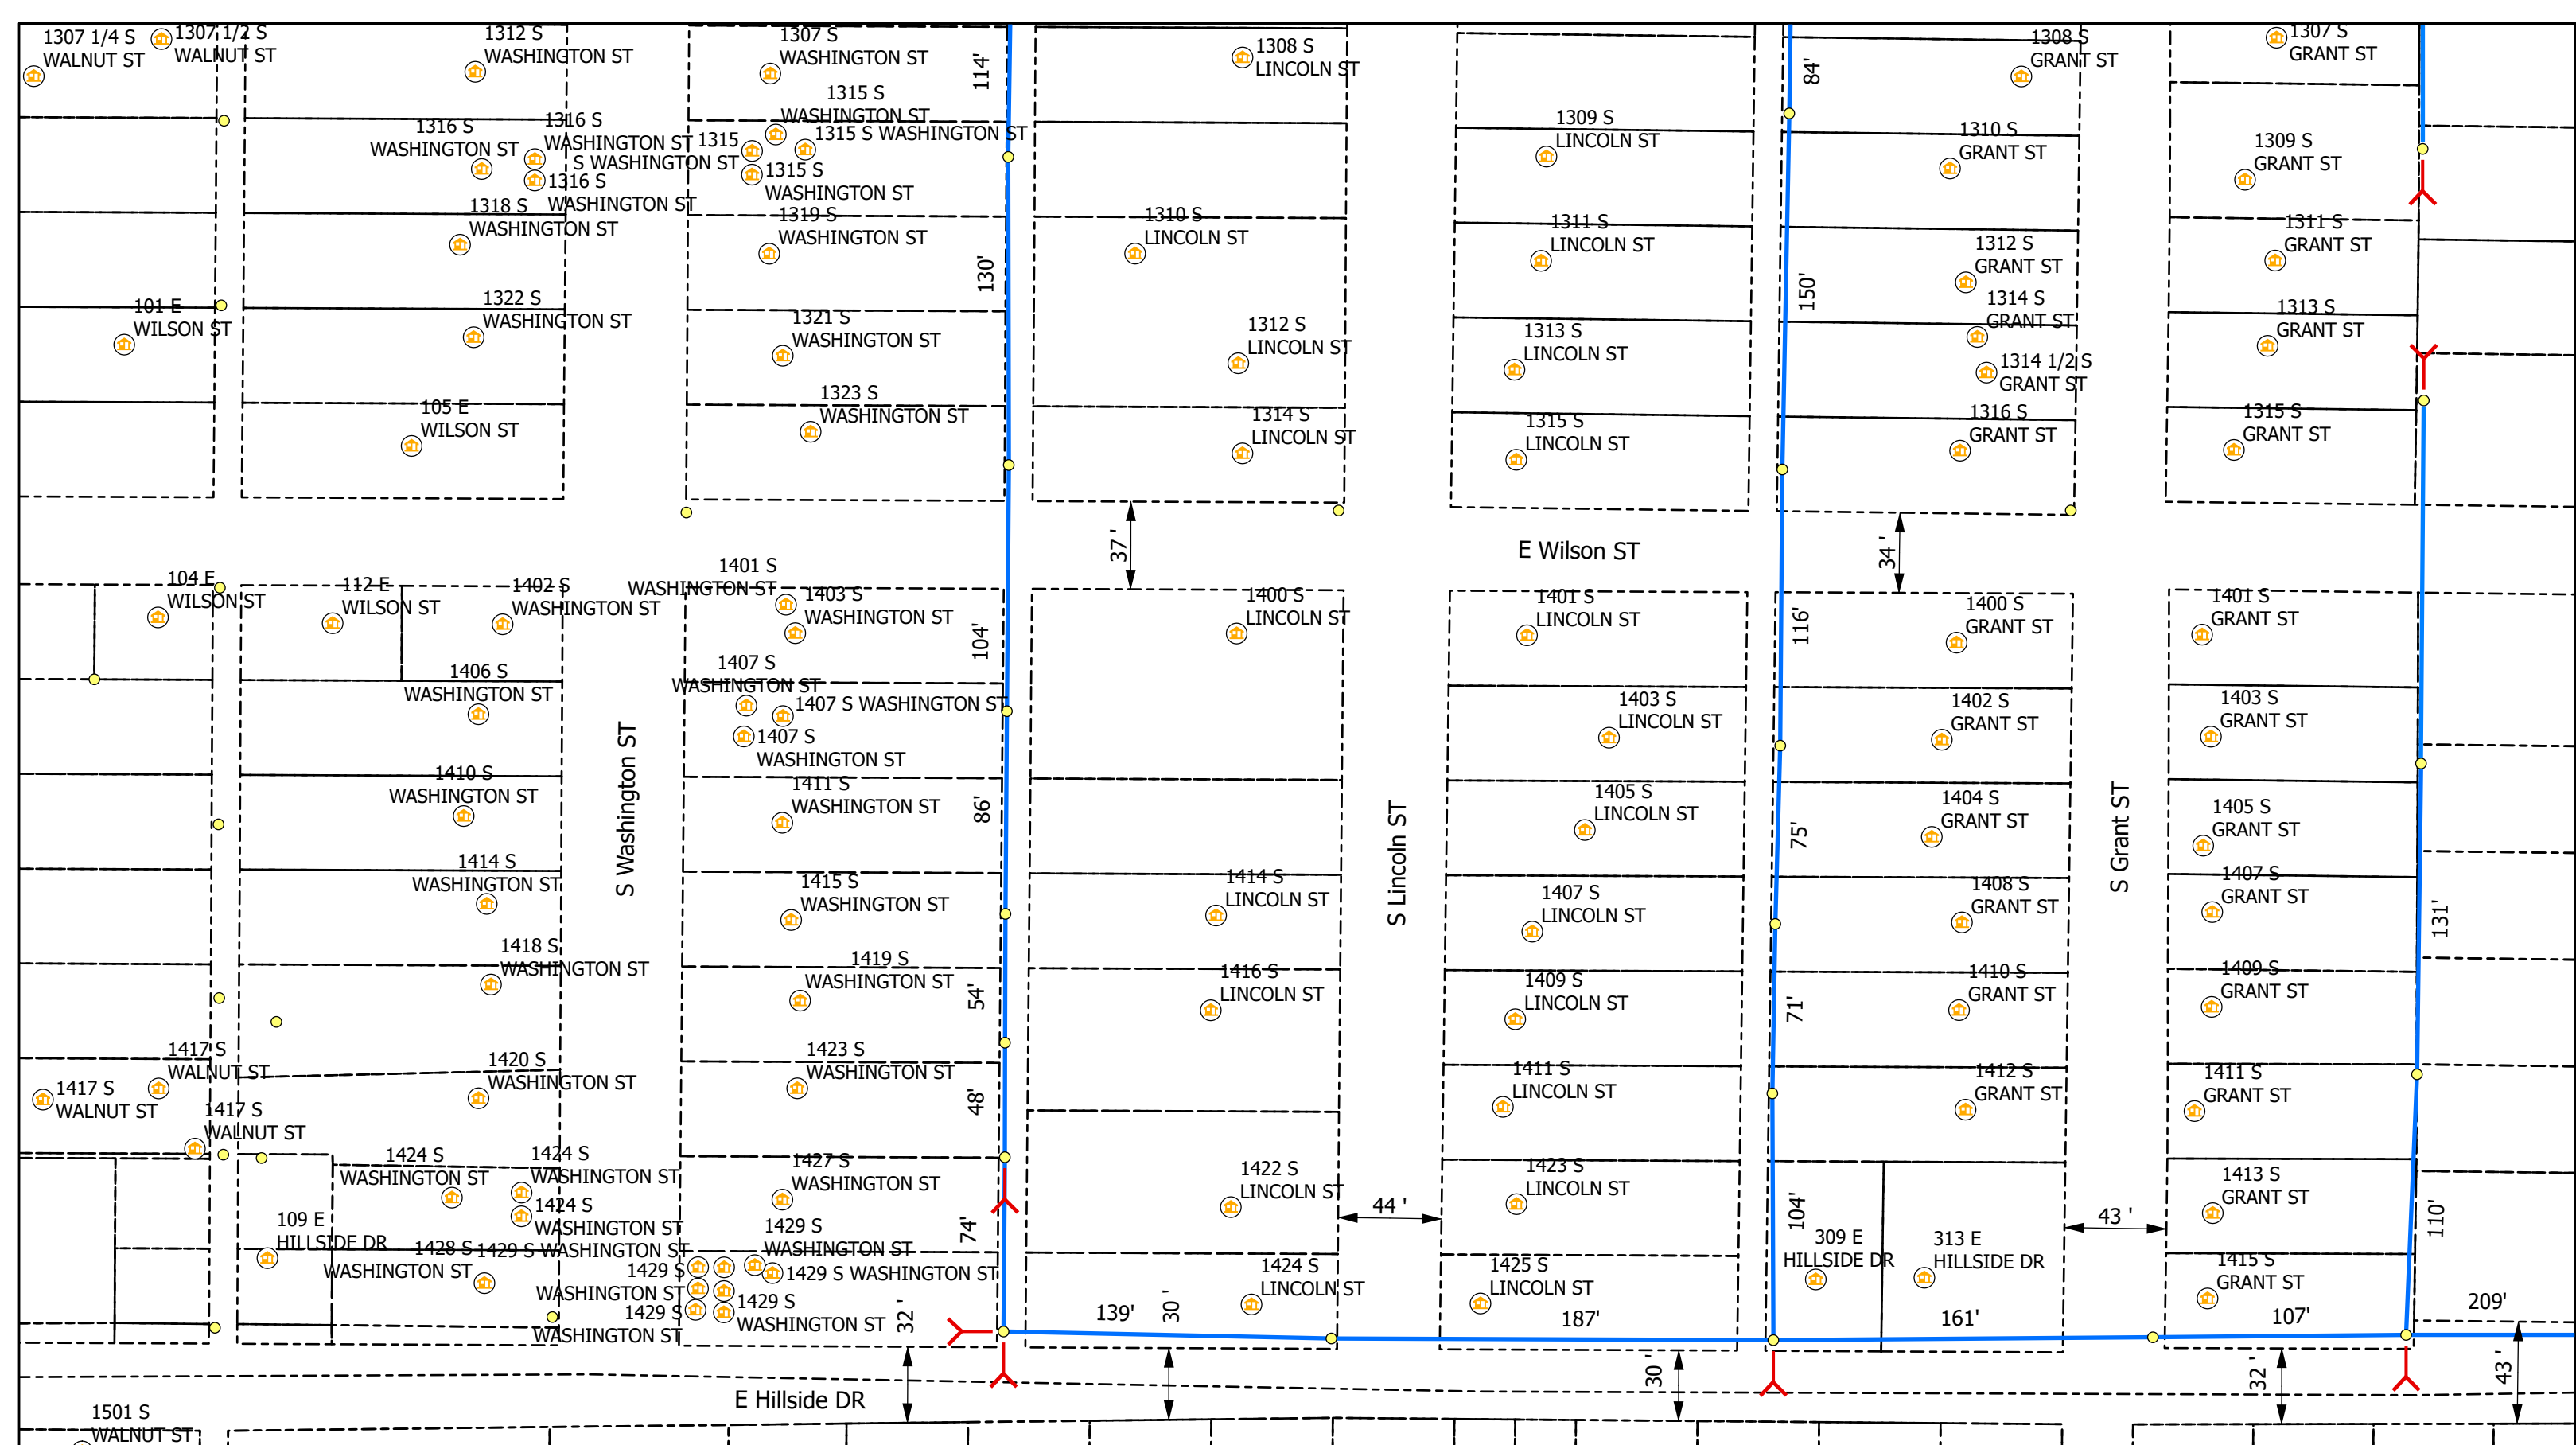 1307 1/4 S
WALNUT ST
1307 1/2 S
WALNUT ST
1312 S
WASHINGTON ST
1307 S
WASHINGTON ST
114'
1308 S
LINCOLN ST
84'
1308 S
GRANT ST
1307 S
GRANT ST
1316 S
WASHINGTON ST
1316 S
WASHINGTON ST
1316 S
WASHINGTON ST
1315 S
WASHINGTON ST
1315
S WASHINGTON ST
1315 S WASHINGTON ST
1315 S
WASHINGTON ST
1309 S
LINCOLN ST
1310 S
GRANT ST
1309 S
GRANT ST
1318 S
WASHINGTON ST
1319 S
WASHINGTON ST
130'
1310 S
LINCOLN ST
1311 S
LINCOLN ST
150'
1312 S
GRANT ST
1311 S
GRANT ST
101 E
WILSON ST
1322 S
WASHINGTON ST
1321 S
WASHINGTON ST
1312 S
LINCOLN ST
1313 S
LINCOLN ST
1314 S
GRANT ST
1314 1/2 S
GRANT ST
1313 S
GRANT ST
105 E
WILSON ST
1323 S
WASHINGTON ST
1314 S
LINCOLN ST
1315 S
LINCOLN ST
1316 S
GRANT ST
1315 S
GRANT ST
37 '
E Wilson ST
34 '
104 E
WILSON ST
112 E
WILSON ST
1402 S
WASHINGTON ST
1401 S
WASHINGTON ST
1403 S
WASHINGTON ST
104'
1400 S
LINCOLN ST
1401 S
LINCOLN ST
116'
1400 S
GRANT ST
1401 S
GRANT ST
1406 S
WASHINGTON ST
1407 S
WASHINGTON ST
1407 S WASHINGTON ST
1407 S
WASHINGTON ST
1403 S
LINCOLN ST
1402 S
GRANT ST
1403 S
GRANT ST
S Washington ST
S Lincoln ST
S Grant ST
1410 S
WASHINGTON ST
1411 S
WASHINGTON ST
86'
1405 S
LINCOLN ST
75'
1404 S
GRANT ST
1405 S
GRANT ST
1414 S
WASHINGTON ST
1415 S
WASHINGTON ST
1414 S
LINCOLN ST
1407 S
LINCOLN ST
1408 S
GRANT ST
1407 S
GRANT ST
131'
1418 S
WASHINGTON ST
1419 S
WASHINGTON ST
54'
1416 S
LINCOLN ST
1409 S
LINCOLN ST
71'
1410 S
GRANT ST
1409 S
GRANT ST
1417 S
WALNUT ST
1417 S
WALNUT ST
1417 S
WALNUT ST
1420 S
WASHINGTON ST
1423 S
WASHINGTON ST
48'
1411 S
LINCOLN ST
1412 S
GRANT ST
1411 S
GRANT ST
1424 S
WASHINGTON ST
1424 S
WASHINGTON ST
1424 S
WASHINGTON ST
1427 S
WASHINGTON ST
74'
1422 S
LINCOLN ST
44 '
1423 S
LINCOLN ST
104'
43 '
1413 S
GRANT ST
110'
109 E
HILLSIDE DR
1428 S
WASHINGTON ST
1429 S WASHINGTON ST
1429 S
WASHINGTON ST
1429 S
WASHINGTON ST
1429 S
WASHINGTON ST
1429 S WASHINGTON ST
1429 S
WASHINGTON ST
32 '
139'
30 '
1424 S
LINCOLN ST
1425 S
LINCOLN ST
187'
309 E
HILLSIDE DR
313 E
HILLSIDE DR
161'
1415 S
GRANT ST
107'
209'
30 '
32 '
43 '
E Hillside DR
1501 S
WALNUT ST